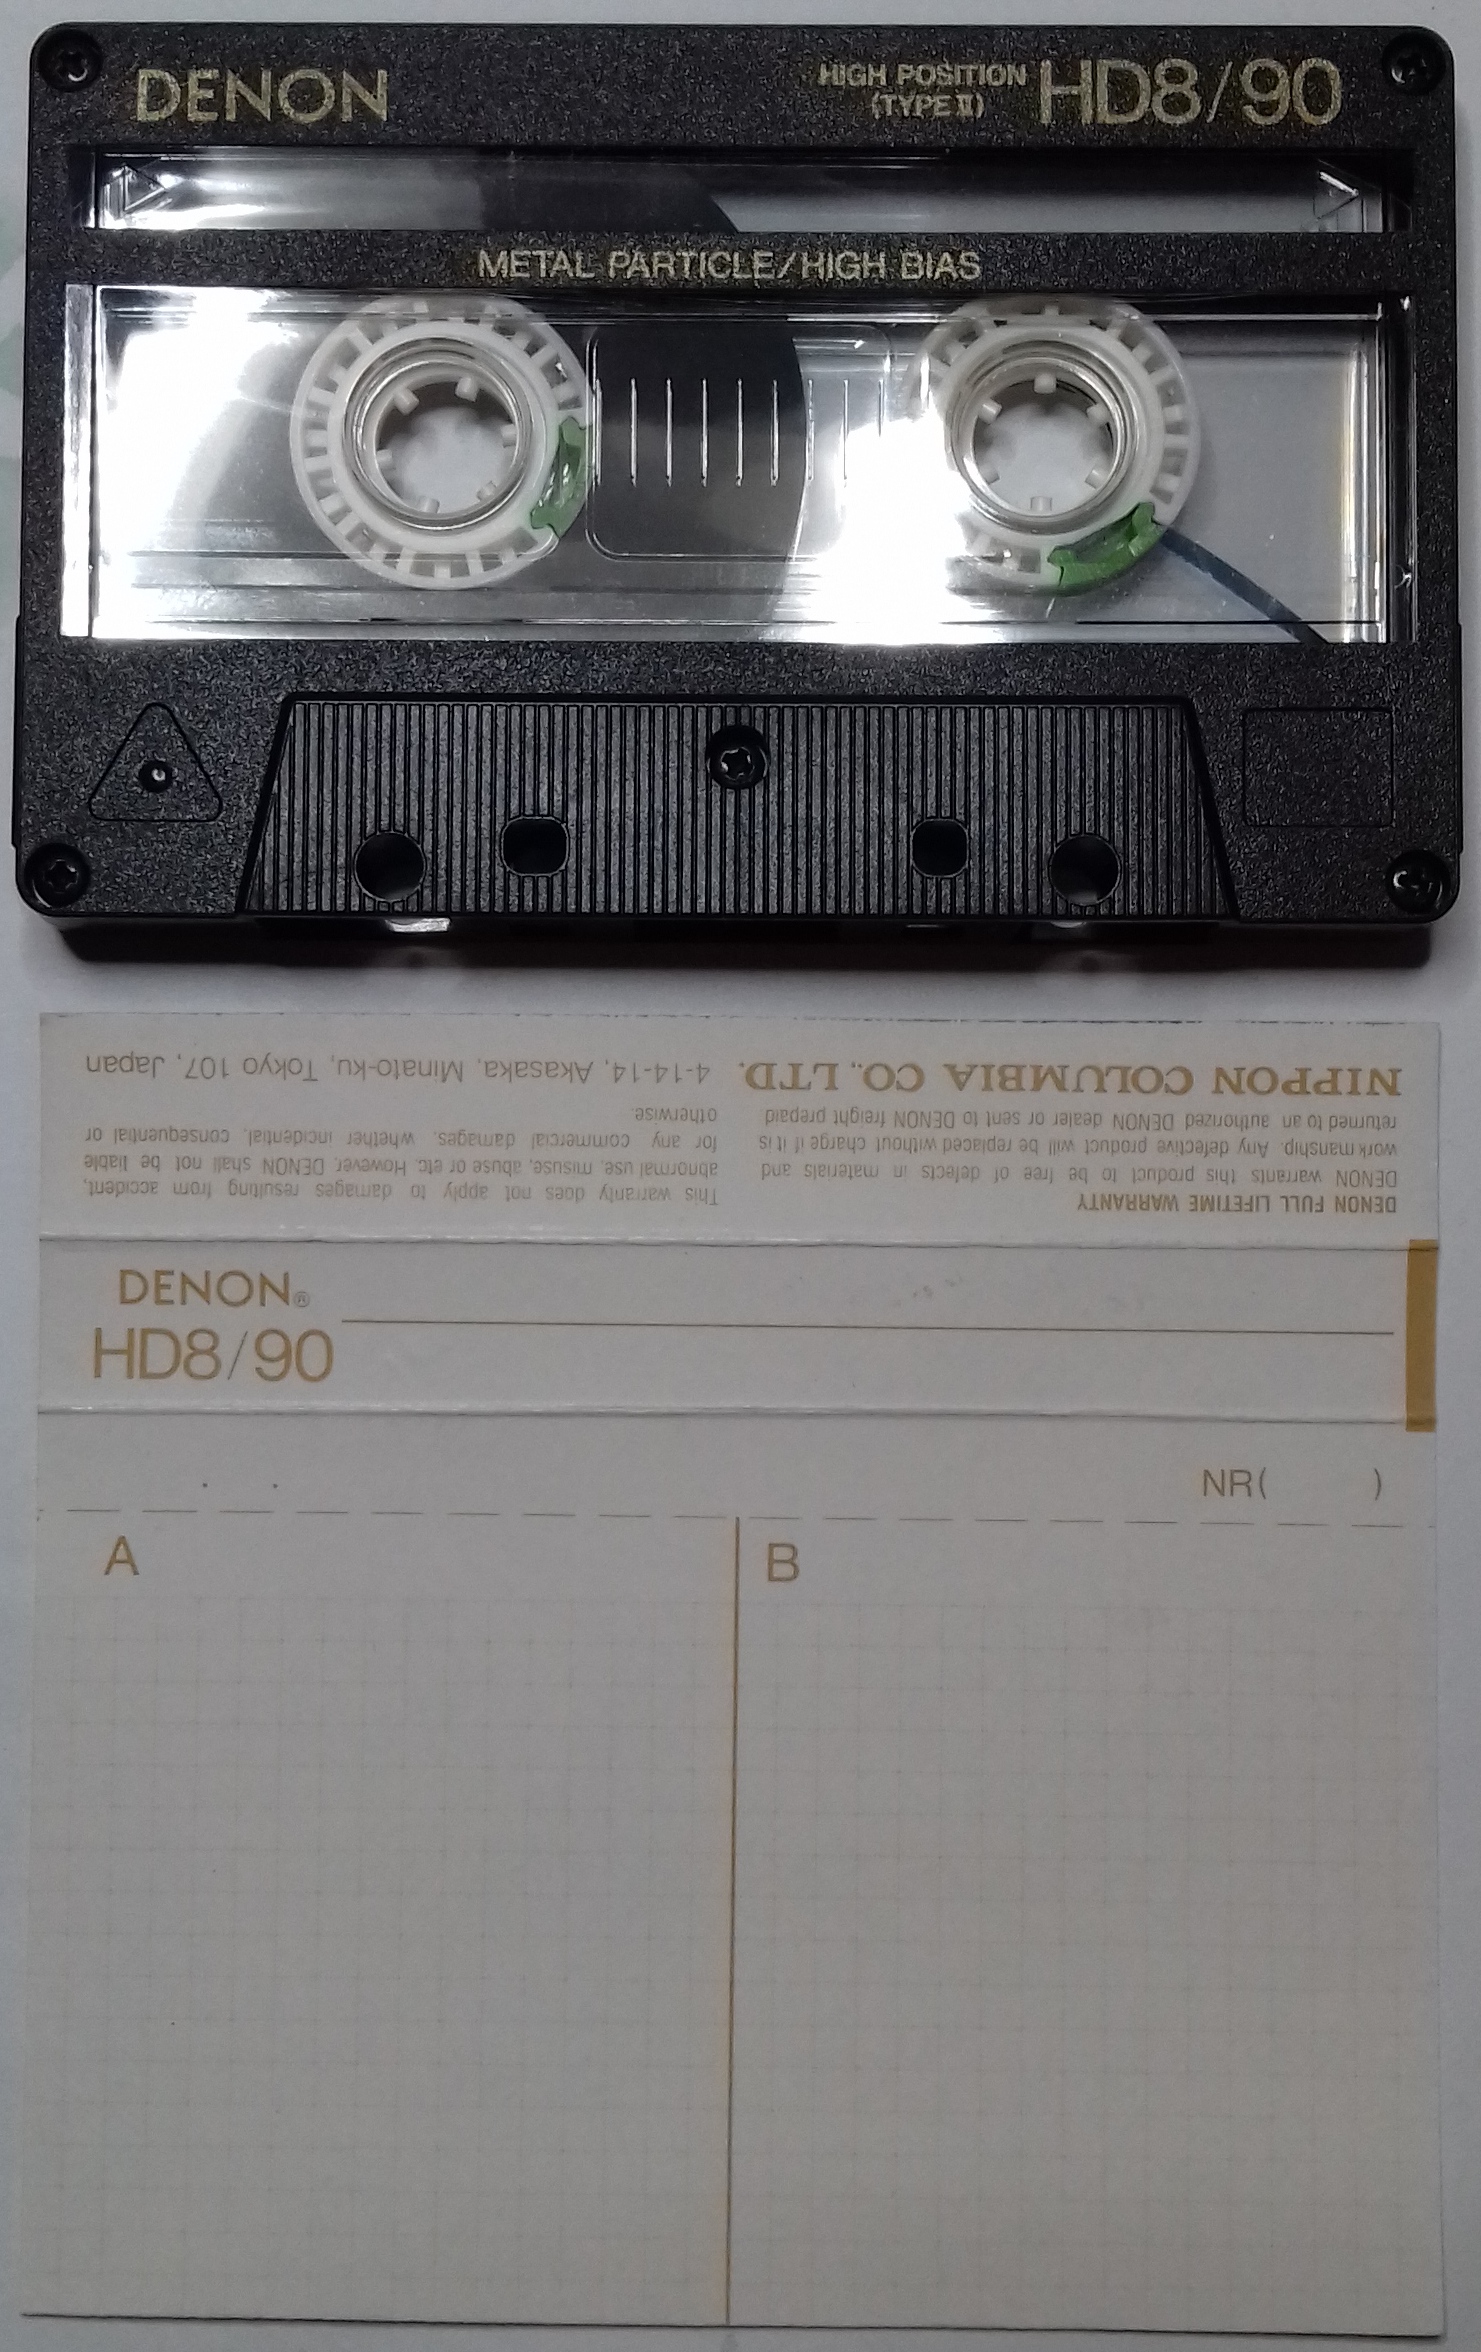 DENON
HIGH POSITION
(TYPE II)
HD8/90
METAL PARTICLE/HIGH BIAS
DENON FULL LIFETIME WARRANTY
DENON warrants this product to be free of defects in materials and
workmanship. Any defective product will be replaced without charge if it is
returned to an authorized DENON dealer or sent to DENON freight prepaid.
This warranty does not apply to damages resulting from accident,
abnormal use, misuse, abuse or etc. However, DENON shall not be liable
for any commercial damages, whether incidential, consequential or
otherwise.
NIPPON COLUMBIA CO., LTD.
4-14-14, Akasaka, Minato-ku, Tokyo 107, Japan
DENON®
HD8/90
NR( )
A
B